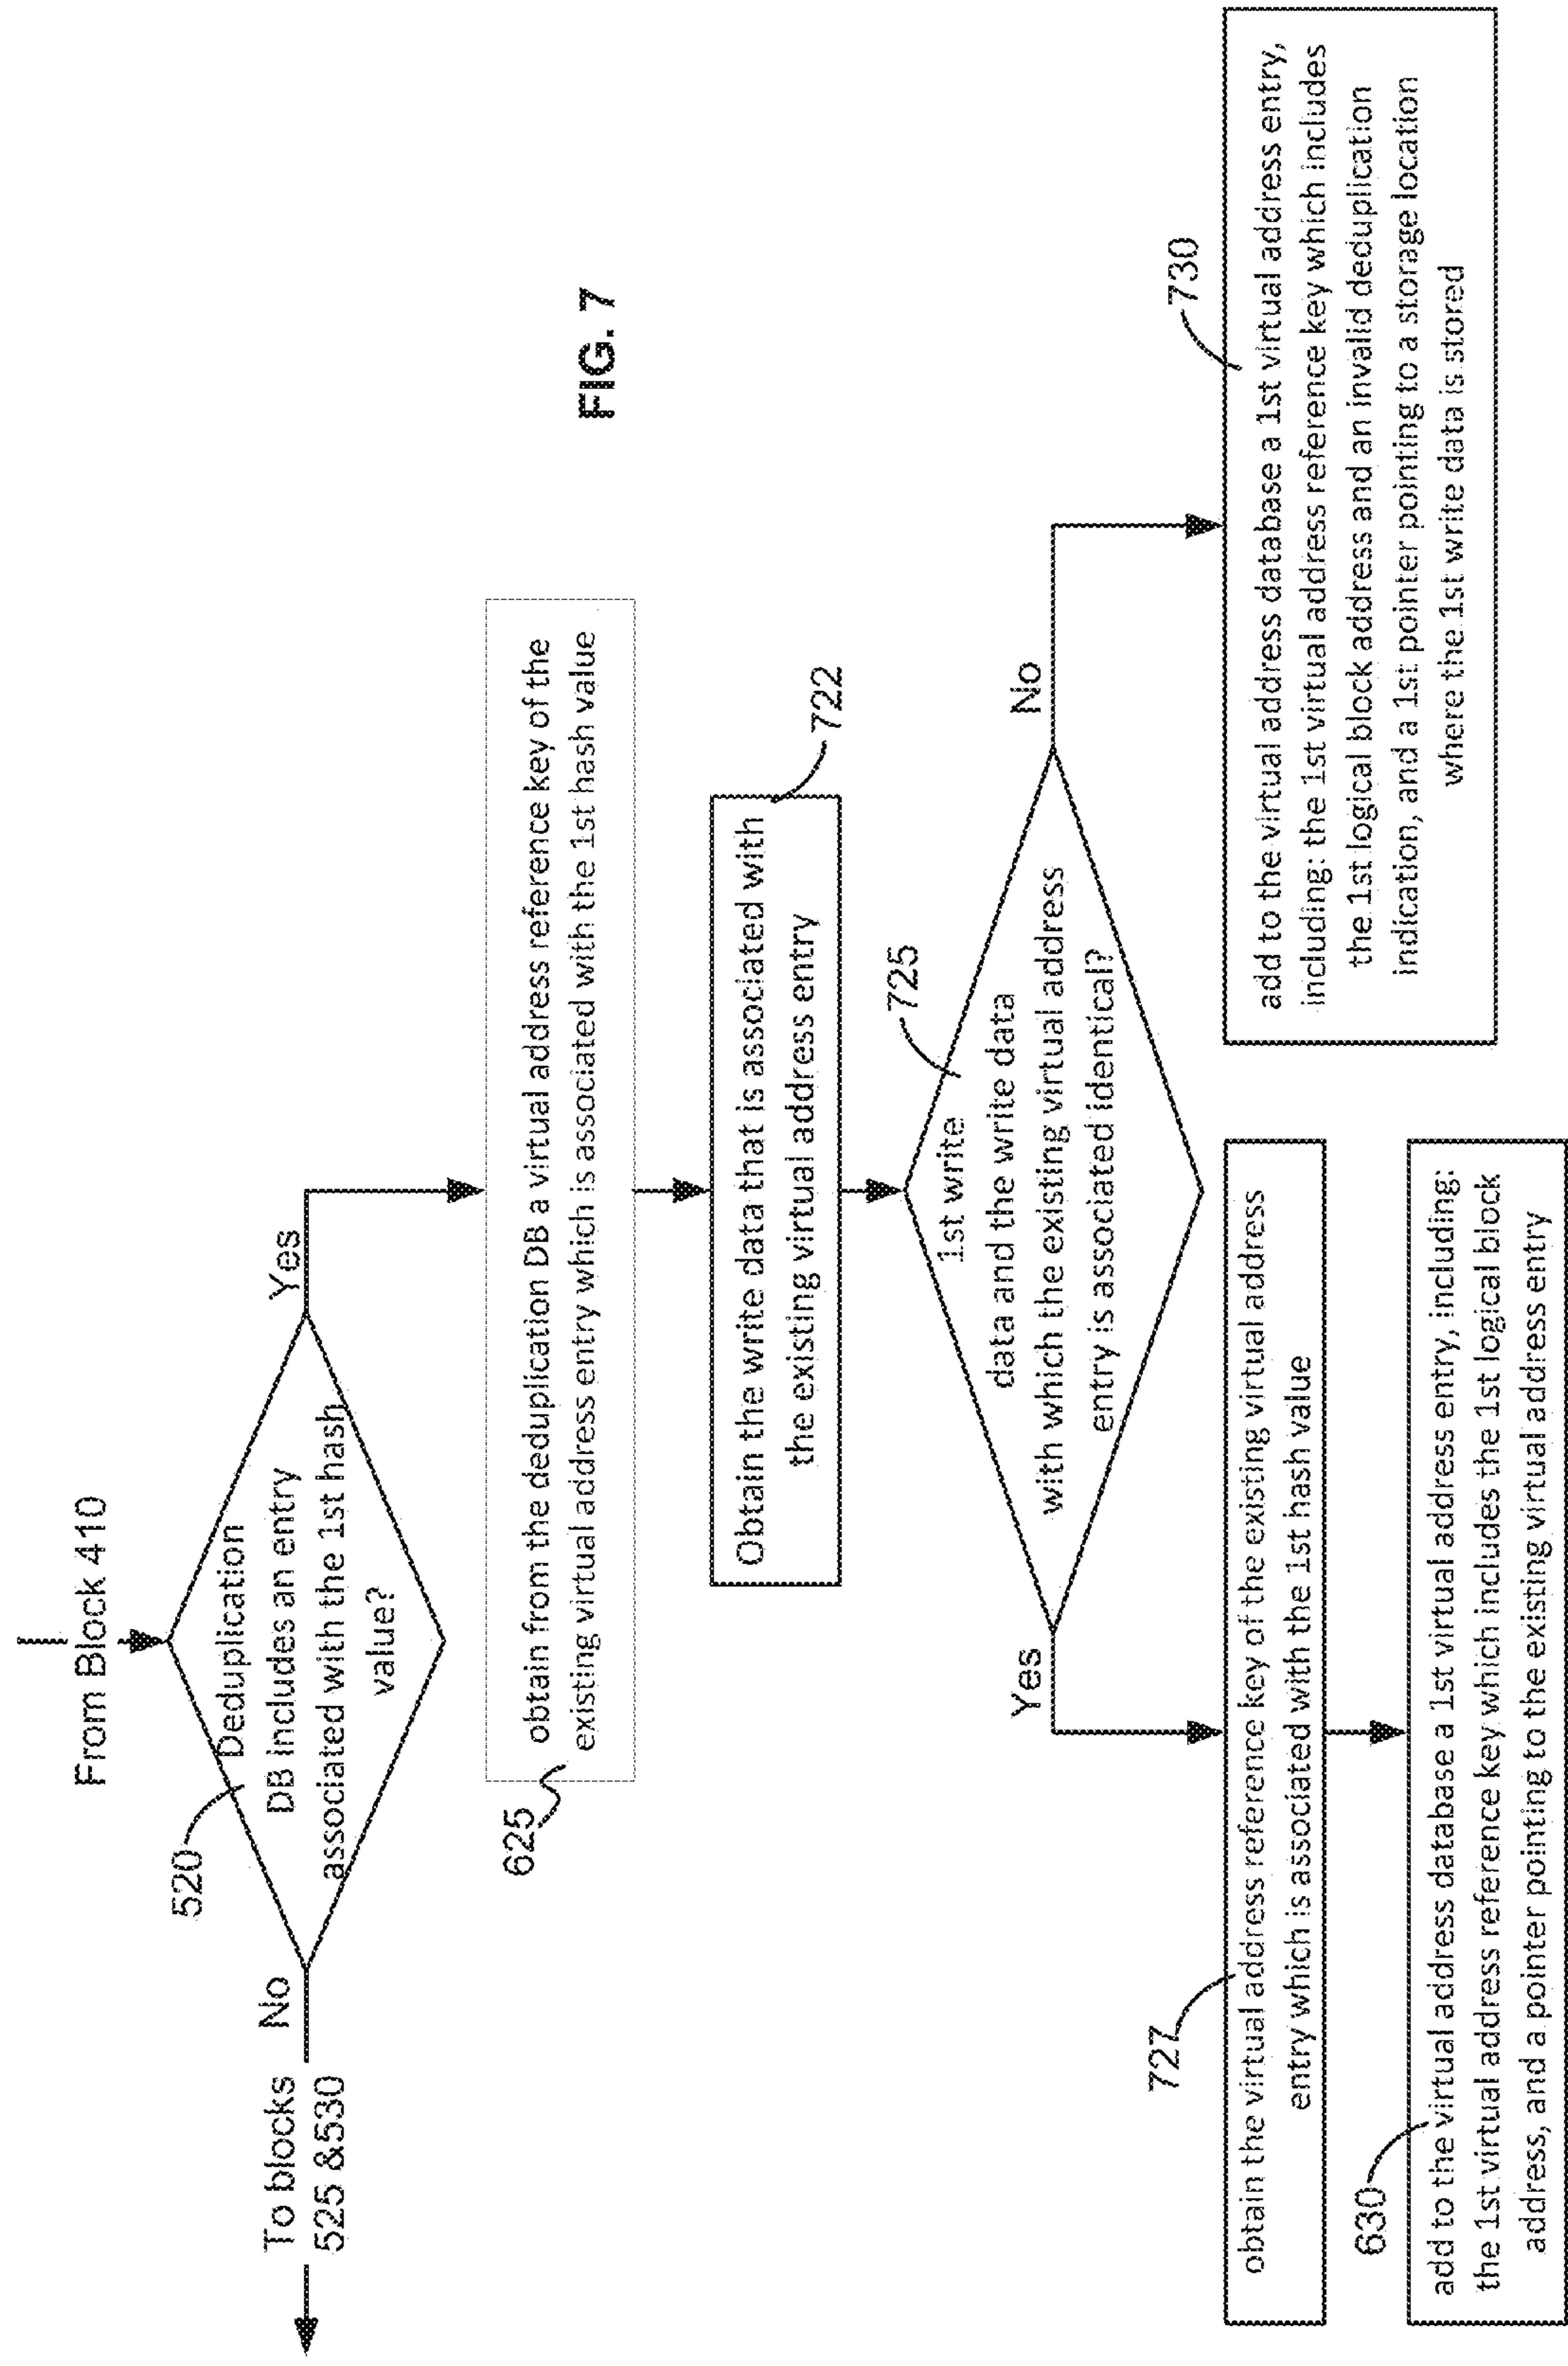 From Block 410
520
Deduplication
DB includes an entry
associated with the 1st hash
value?
No
To blocks
525 &530
Yes
625
obtain from the deduplication DB a virtual address reference key of the
existing virtual address entry which is associated with the 1st hash value
FIG. 7
722
Obtain the write data that is associated with
the existing virtual address entry
725
1st write
data and the write data
with which the existing virtual address
entry is associated identical?
Yes
No
727
obtain the virtual address reference key of the existing virtual address
entry which is associated with the 1st hash value
730
add to the virtual address database a 1st virtual address entry,
including: the 1st virtual address reference key which includes
the 1st logical block address and an invalid deduplication
indication, and a 1st pointer pointing to a storage location
where the 1st write data is stored
630
add to the virtual address database a 1st virtual address entry, including:
the 1st virtual address reference key which includes the 1st logical block
address, and a pointer pointing to the existing virtual address entry